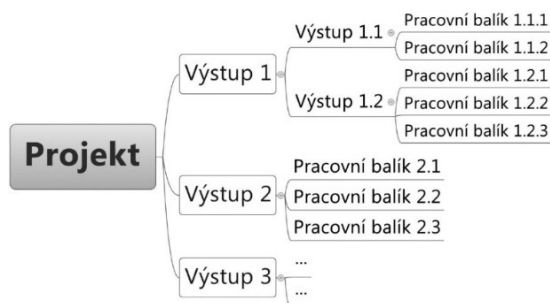 Projekt
Výstup 1
Výstup 1.1
Pracovní balík 1.1.1
Pracovní balík 1.1.2
Výstup 1.2
Pracovní balík 1.2.1
Pracovní balík 1.2.2
Pracovní balík 1.2.3
Výstup 2
Pracovní balík 2.1
Pracovní balík 2.2
Pracovní balík 2.3
Výstup 3
...
...